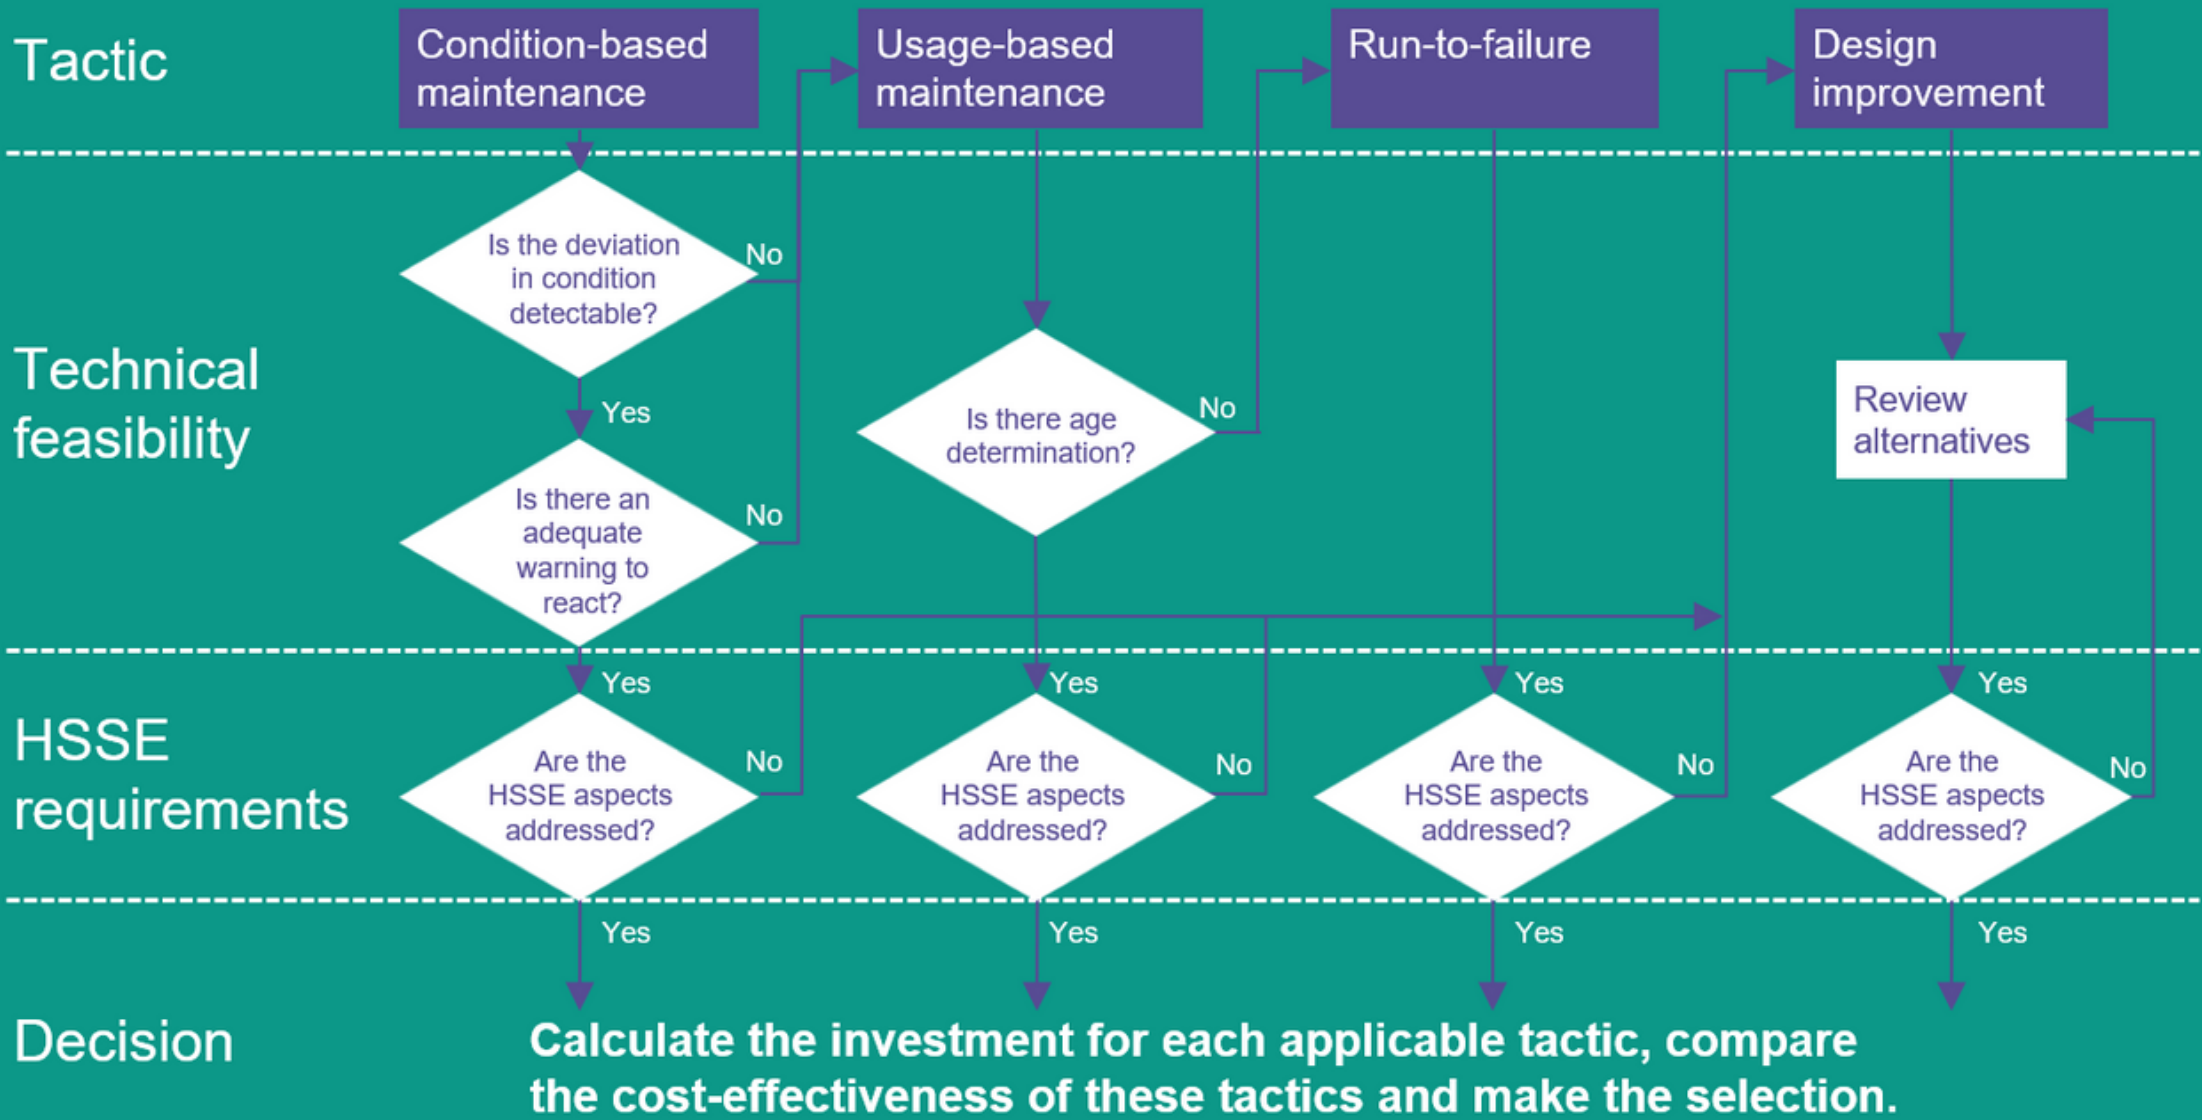 Tactic
Condition-based
maintenance
Usage-based
maintenance
Run-to-failure
Design
improvement
Technical
feasibility
Is the deviation
in condition
detectable?
No
Yes
Is there an
adequate
warning to
react?
No
Is there age
determination?
No
Review
alternatives
HSSE
requirements
Yes
Are the
HSSE aspects
addressed?
No
Yes
Are the
HSSE aspects
addressed?
No
Yes
Are the
HSSE aspects
addressed?
No
Yes
Are the
HSSE aspects
addressed?
No
Decision
Yes
Yes
Yes
Yes
Calculate the investment for each applicable tactic, compare
the cost-effectiveness of these tactics and make the selection.